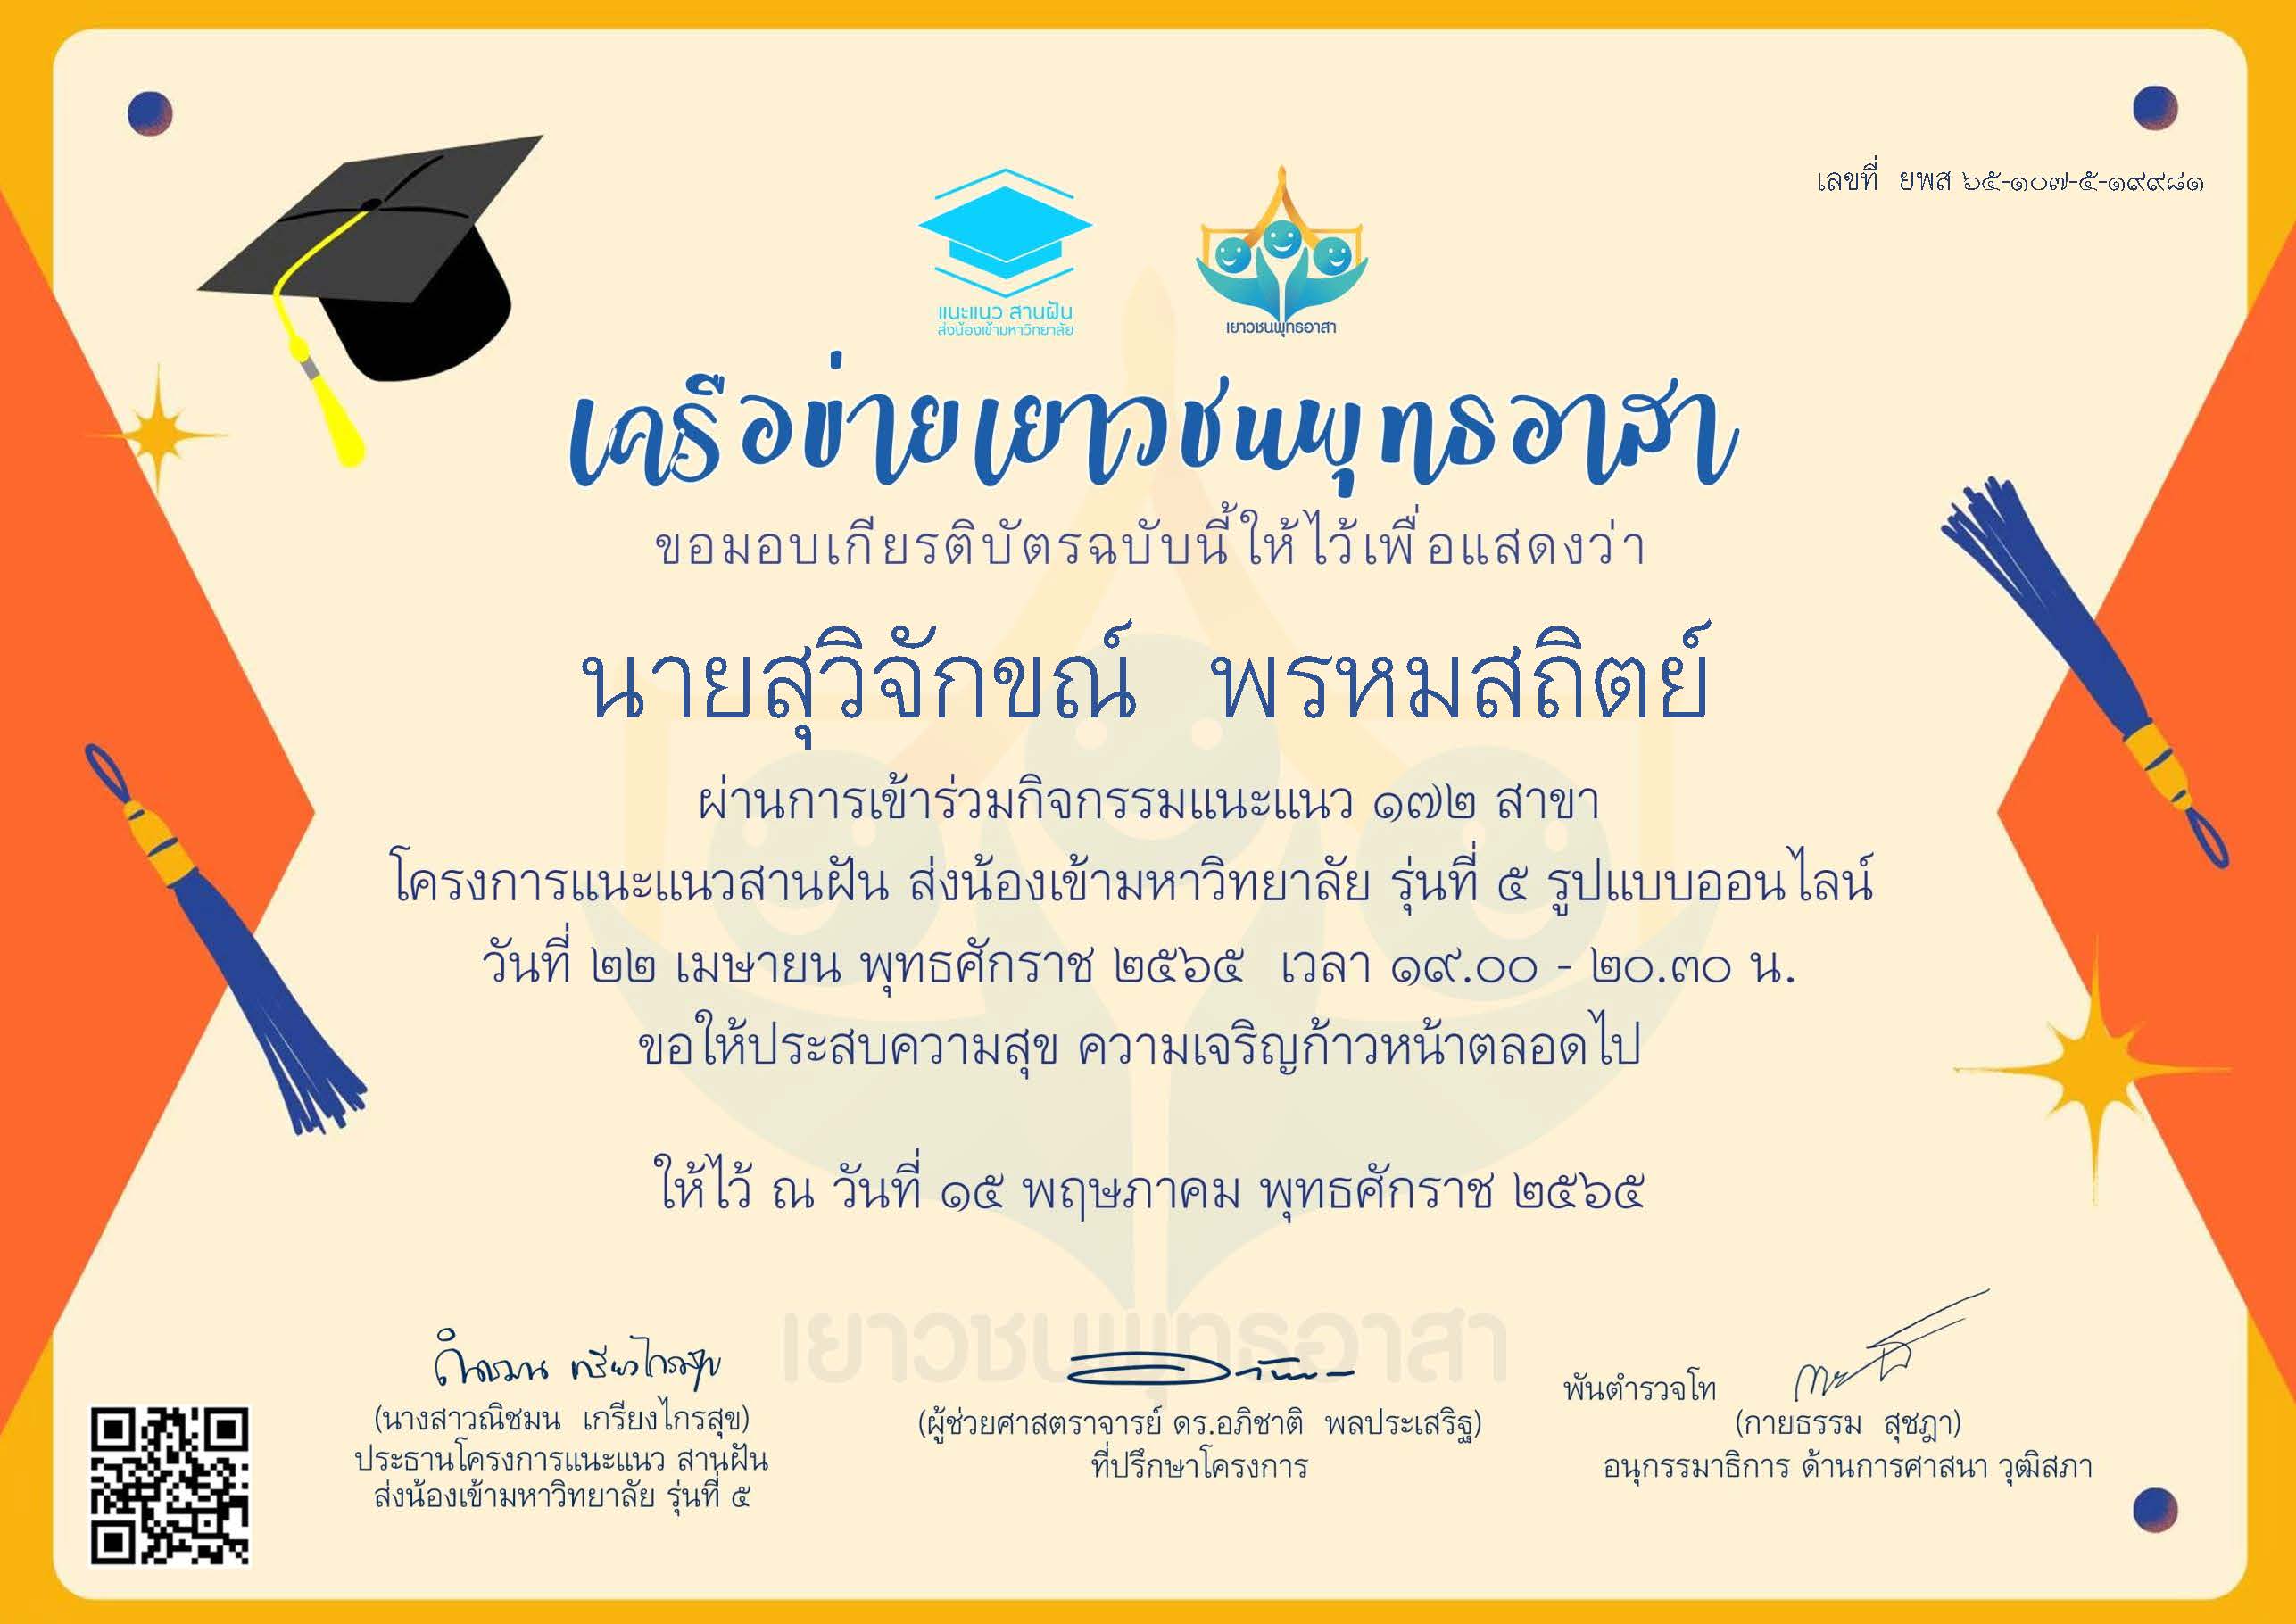 เลขที่ ยพส ๖๕-๑๐๗-๕-๑๙๙๘๑
แนะแนว สานฝัน
ส่งน้องเข้ามหาวิทยาลัย
เยาวชนพุทธอาสา
เครือข่ายเยาวชนพุทธอาสา
ขอมอบเกียรติบัตรฉบับนี้ให้ไว้เพื่อแสดงว่า
นายสุวิจักขณ์ พรหมสถิตย์
ผ่านการเข้าร่วมกิจกรรมแนะแนว ๑๗๒ สาขา
โครงการแนะแนวสานฝัน ส่งน้องเข้ามหาวิทยาลัย รุ่นที่ ๕ รูปแบบออนไลน์
วันที่ ๒๒ เมษายน พุทธศักราช ๒๕๖๕ เวลา ๑๙.๐๐ - ๒๐.๓๐ น.
ขอให้ประสบความสุข ความเจริญก้าวหน้าตลอดไป
ให้ไว้ ณ วันที่ ๑๕ พฤษภาคม พุทธศักราช ๒๕๖๕
เยาวชนพุทธอาสา
ณิชมน เกรียงไกรสุข
(นางสาวณิชมน เกรียงไกรสุข)
ประธานโครงการแนะแนว สานฝัน
ส่งน้องเข้ามหาวิทยาลัย รุ่นที่ ๕
(ผู้ช่วยศาสตราจารย์ ดร.อภิชาติ พลประเสริฐ)
ที่ปรึกษาโครงการ
พันตำรวจโท
(กายธรรม สุชฎา)
อนุกรรมาธิการ ด้านการศาสนา วุฒิสภา